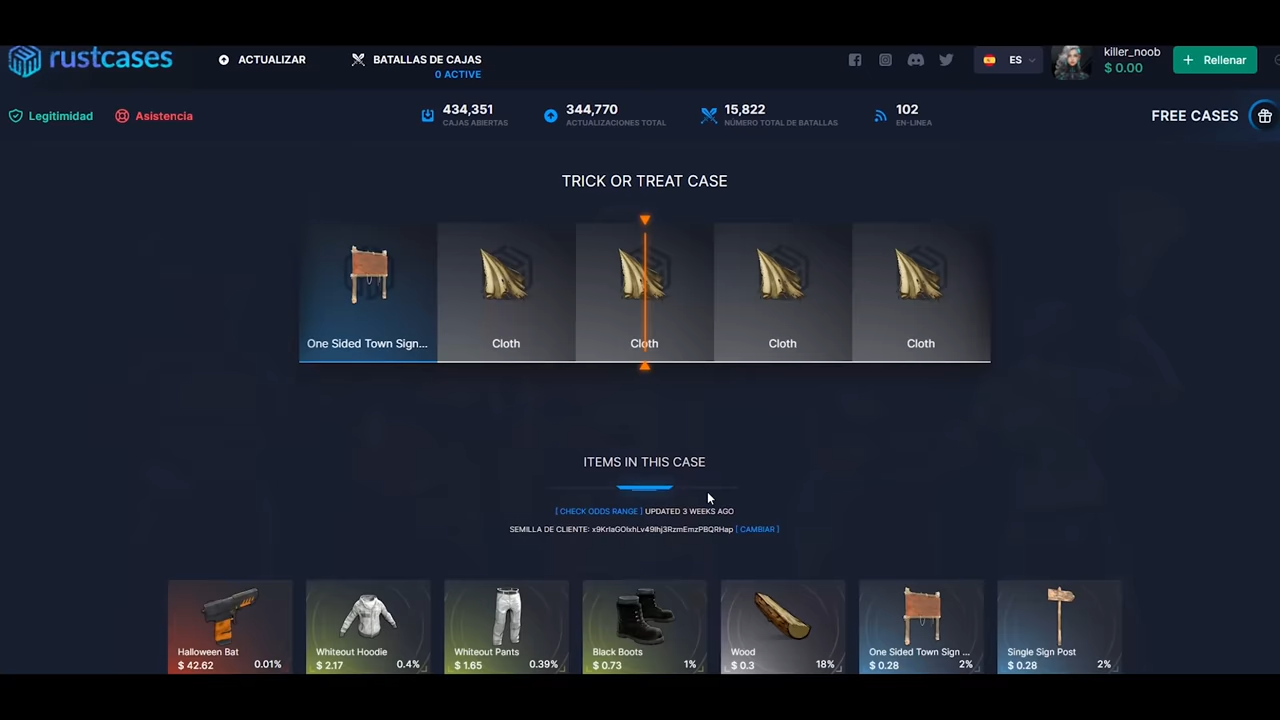 rustcases
ACTUALIZAR
BATALLAS DE CAJAS
0 ACTIVE
ES
killer_noob
$ 0.00
Rellenar
Legitimidad
Asistencia
434,351
CAJAS ABIERTAS
344,770
ACTUALIZACIONES TOTAL
15,822
NÚMERO TOTAL DE BATALLAS
102
EN-LINEA
FREE CASES
TRICK OR TREAT CASE
One Sided Town Sign...
Cloth
Cloth
Cloth
Cloth
ITEMS IN THIS CASE
[ CHECK ODDS RANGE ] UPDATED 3 WEEKS AGO
SEMILLA DE CLIENTE: [ CAMBIAR ]
Halloween Bat
$ 42.62 0.01%
Whiteout Hoodie
$ 2.17 0.4%
Whiteout Pants
$ 1.65 0.39%
Black Boots
$ 0.73 1%
Wood
$ 0.3 18%
One Sided Town Sign ...
$ 0.28 2%
Single Sign Post
$ 0.28 2%